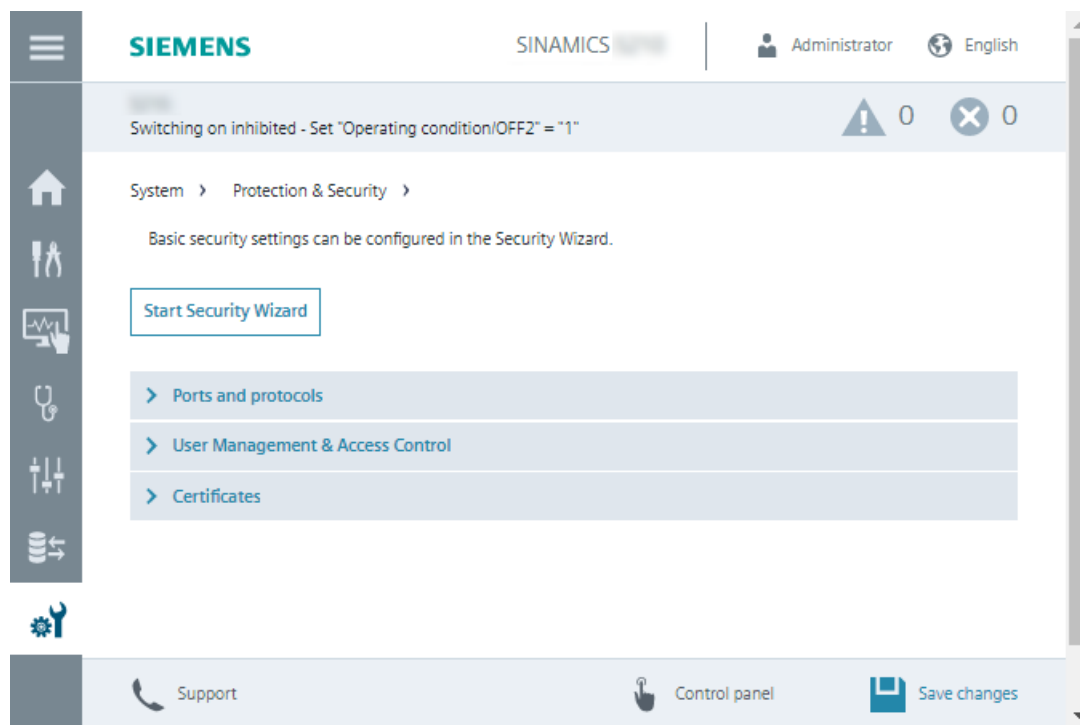 SIEMENS
SINAMICS
Administrator
English
Switching on inhibited - Set "Operating condition/OFF2" = "1"
0
0
System > Protection & Security >
Basic security settings can be configured in the Security Wizard.
Start Security Wizard
Ports and protocols
User Management & Access Control
Certificates
Support
Control panel
Save changes